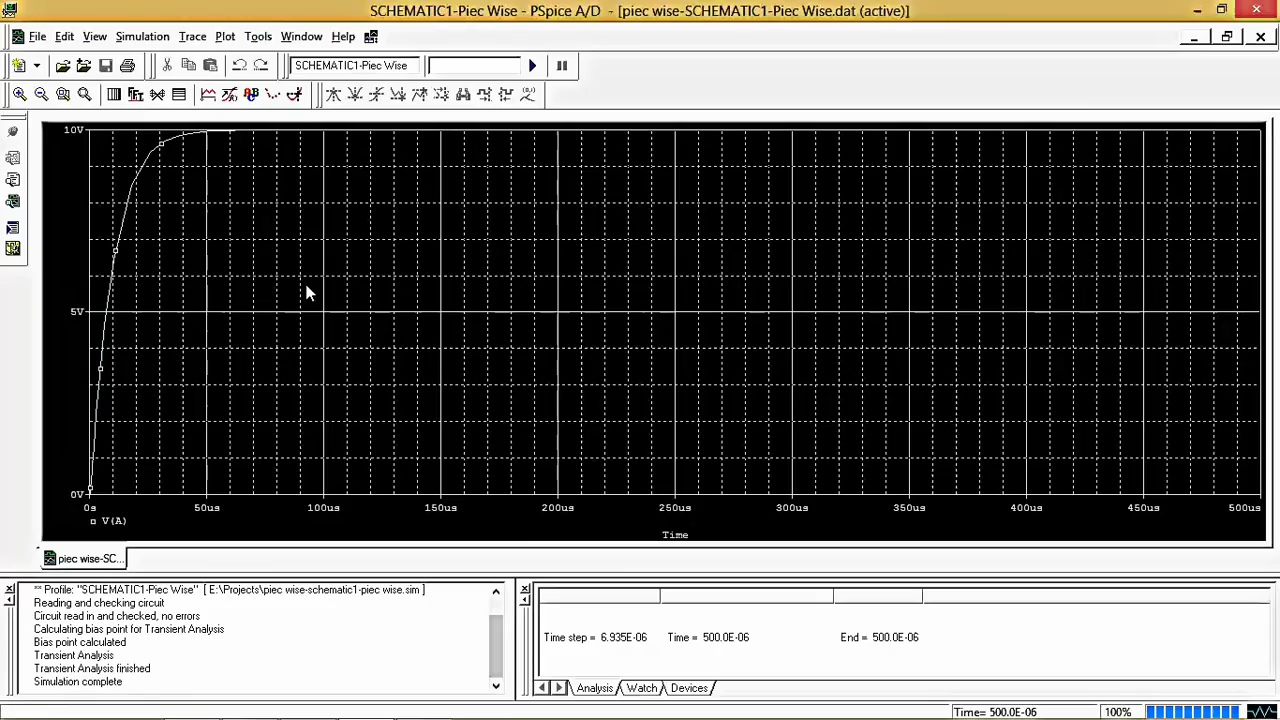 SCHEMATIC1-Piec Wise - PSpice A/D - [piec wise-SCHEMATIC1-Piec Wise.dat (active)]
File Edit View Simulation Trace Plot Tools Window Help
SCHEMATIC1-Piec Wise
10V
5V
0V
0s 50us 100us 150us 200us 250us 300us 350us 400us 450us 500us
V(A)
Time
piec wise-SC...
** Profile: "SCHEMATIC1-Piec Wise" [ E:\Projects\piec wise-schematic1-piec wise.sim ]
Reading and checking circuit
Circuit read in and checked, no errors
Calculating bias point for Transient Analysis
Bias point calculated
Transient Analysis
Transient Analysis finished
Simulation complete
Time step = 6.935E-06 Time = 500.0E-06 End = 500.0E-06
Analysis Watch Devices
Time= 500.0E-06 100%